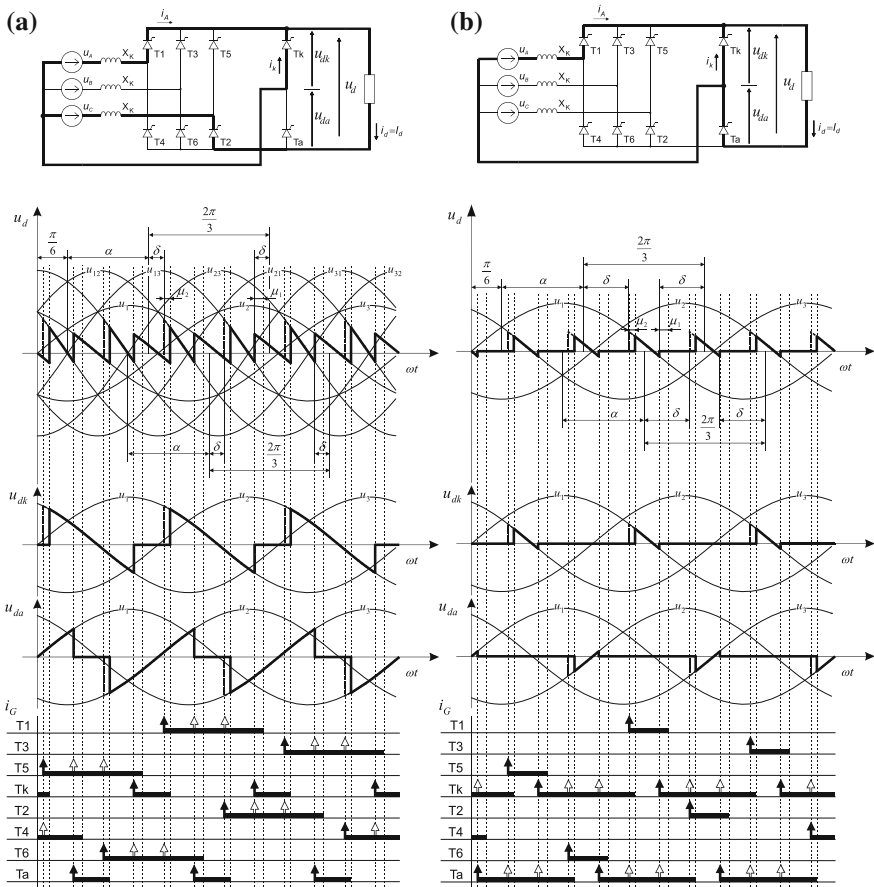 (a)
i_A
T1 T3 T5 Tk
u_A X_K
u_B X_K
u_C X_K
i_k
u_dk
u_da
u_d
T4 T6 T2 Ta
i_d=I_d
(b)
i_A
T1 T3 T5 Tk
u_A X_K
u_B X_K
u_C X_K
i_k
u_dk
u_da
u_d
T4 T6 T2 Ta
i_d=I_d
u_d
π/6 α δ 2π/3 δ
u_12 u_13 u_23 u_21 u_31 u_32
u_1 μ_2 u_2 μ_1 u_3
ωt
α δ 2π/3 δ
u_dk
u_1 u_2 u_3
ωt
u_da
u_1 u_2 u_3
ωt
i_G
T1
T3
T5
Tk
T2
T4
T6
Ta
u_d
π/6 α δ 2π/3 δ
u_1 u_2 u_3
μ_2 μ_1
ωt
α δ 2π/3 δ
u_dk
u_1 u_2 u_3
ωt
u_da
u_1 u_2 u_3
ωt
i_G
T1
T3
T5
Tk
T2
T4
T6
Ta